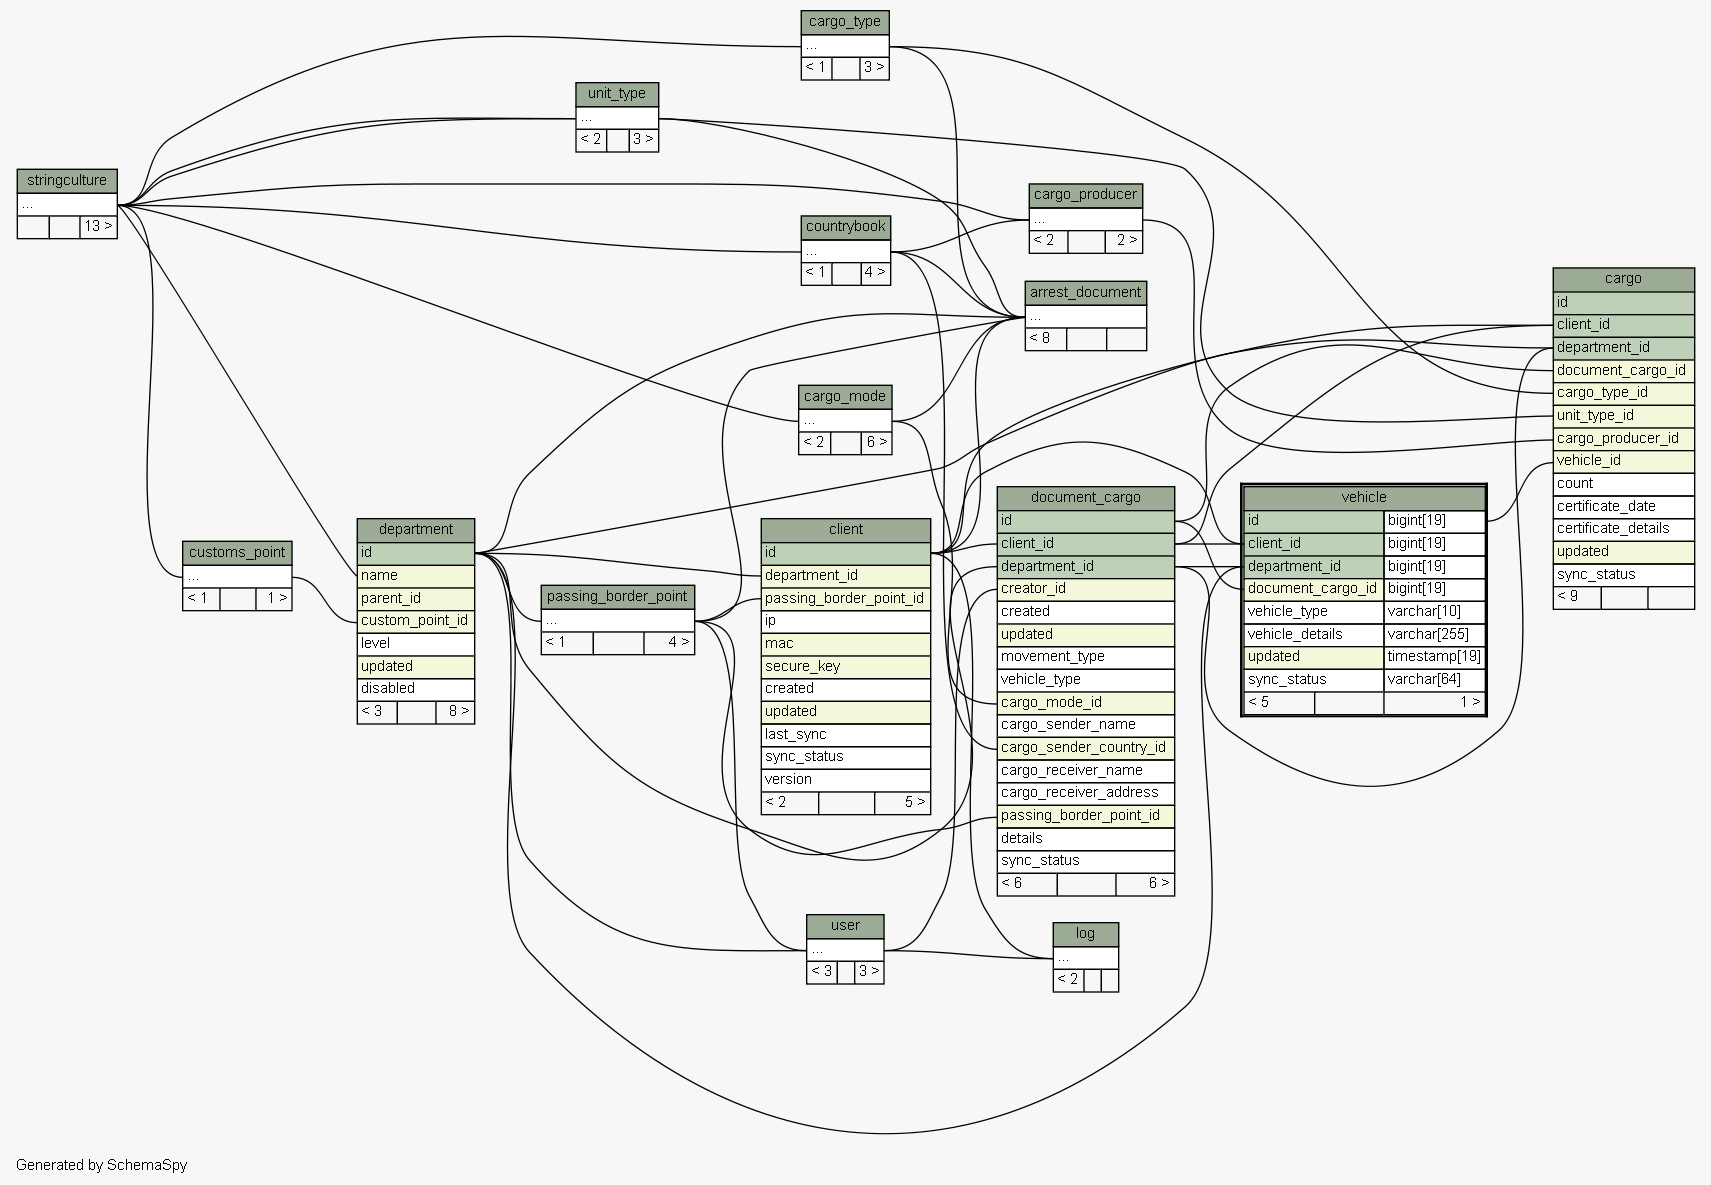 cargo_type
...
< 1 3 >
unit_type
...
< 2 3 >
stringculture
...
13 >
cargo_producer
...
< 2 2 >
countrybook
...
< 1 4 >
arrest_document
...
< 8
cargo_mode
...
< 2 6 >
cargo
id
client_id
department_id
document_cargo_id
cargo_type_id
unit_type_id
cargo_producer_id
vehicle_id
count
certificate_date
certificate_details
updated
sync_status
< 9
customs_point
...
< 1 1 >
department
id
name
parent_id
custom_point_id
level
updated
disabled
< 3 8 >
passing_border_point
...
< 1 4 >
client
id
department_id
passing_border_point_id
ip
mac
secure_key
created
updated
last_sync
sync_status
version
< 2 5 >
document_cargo
id
client_id
department_id
creator_id
created
updated
movement_type
vehicle_type
cargo_mode_id
cargo_sender_name
cargo_sender_country_id
cargo_receiver_name
cargo_receiver_address
passing_border_point_id
details
sync_status
< 6 6 >
vehicle
id bigint[19]
client_id bigint[19]
department_id bigint[19]
document_cargo_id bigint[19]
vehicle_type varchar[10]
vehicle_details varchar[255]
updated timestamp[19]
sync_status varchar[64]
< 5 1 >
user
...
< 3 3 >
log
...
< 2
Generated by SchemaSpy